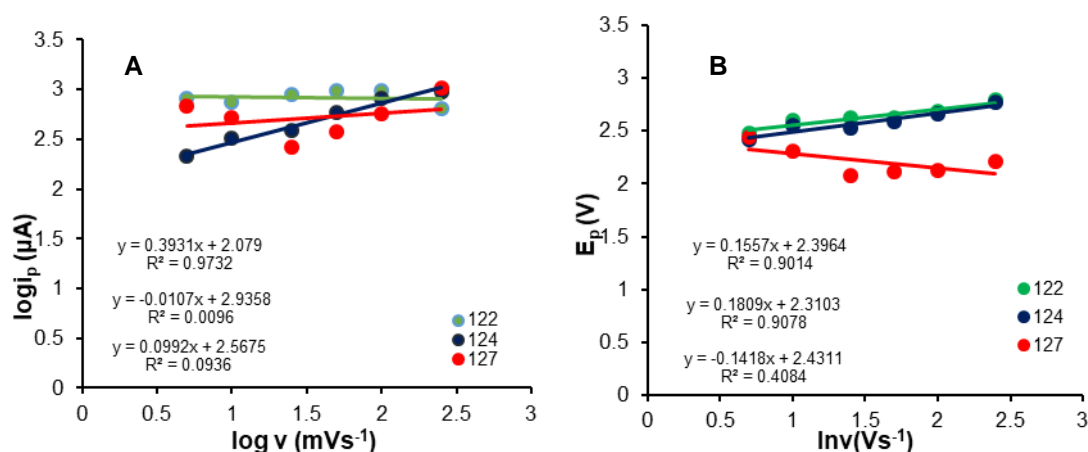 A
logiₚ (µA)
3.5
3
2.5
2
1.5
1
0.5
0
y = 0.3931x + 2.079
R² = 0.9732
y = -0.0107x + 2.9358
R² = 0.0096
y = 0.0992x + 2.5675
R² = 0.0936
122
124
127
0 0.5 1 1.5 2 2.5 3
log v (mVs⁻¹)
B
Eₚ (V)
3.5
3
2.5
2
1.5
1
0.5
0
y = 0.1557x + 2.3964
R² = 0.9014
y = 0.1809x + 2.3103
R² = 0.9078
y = -0.1418x + 2.4311
R² = 0.4084
122
124
127
0 0.5 1 1.5 2 2.5 3
lnv(Vs⁻¹)